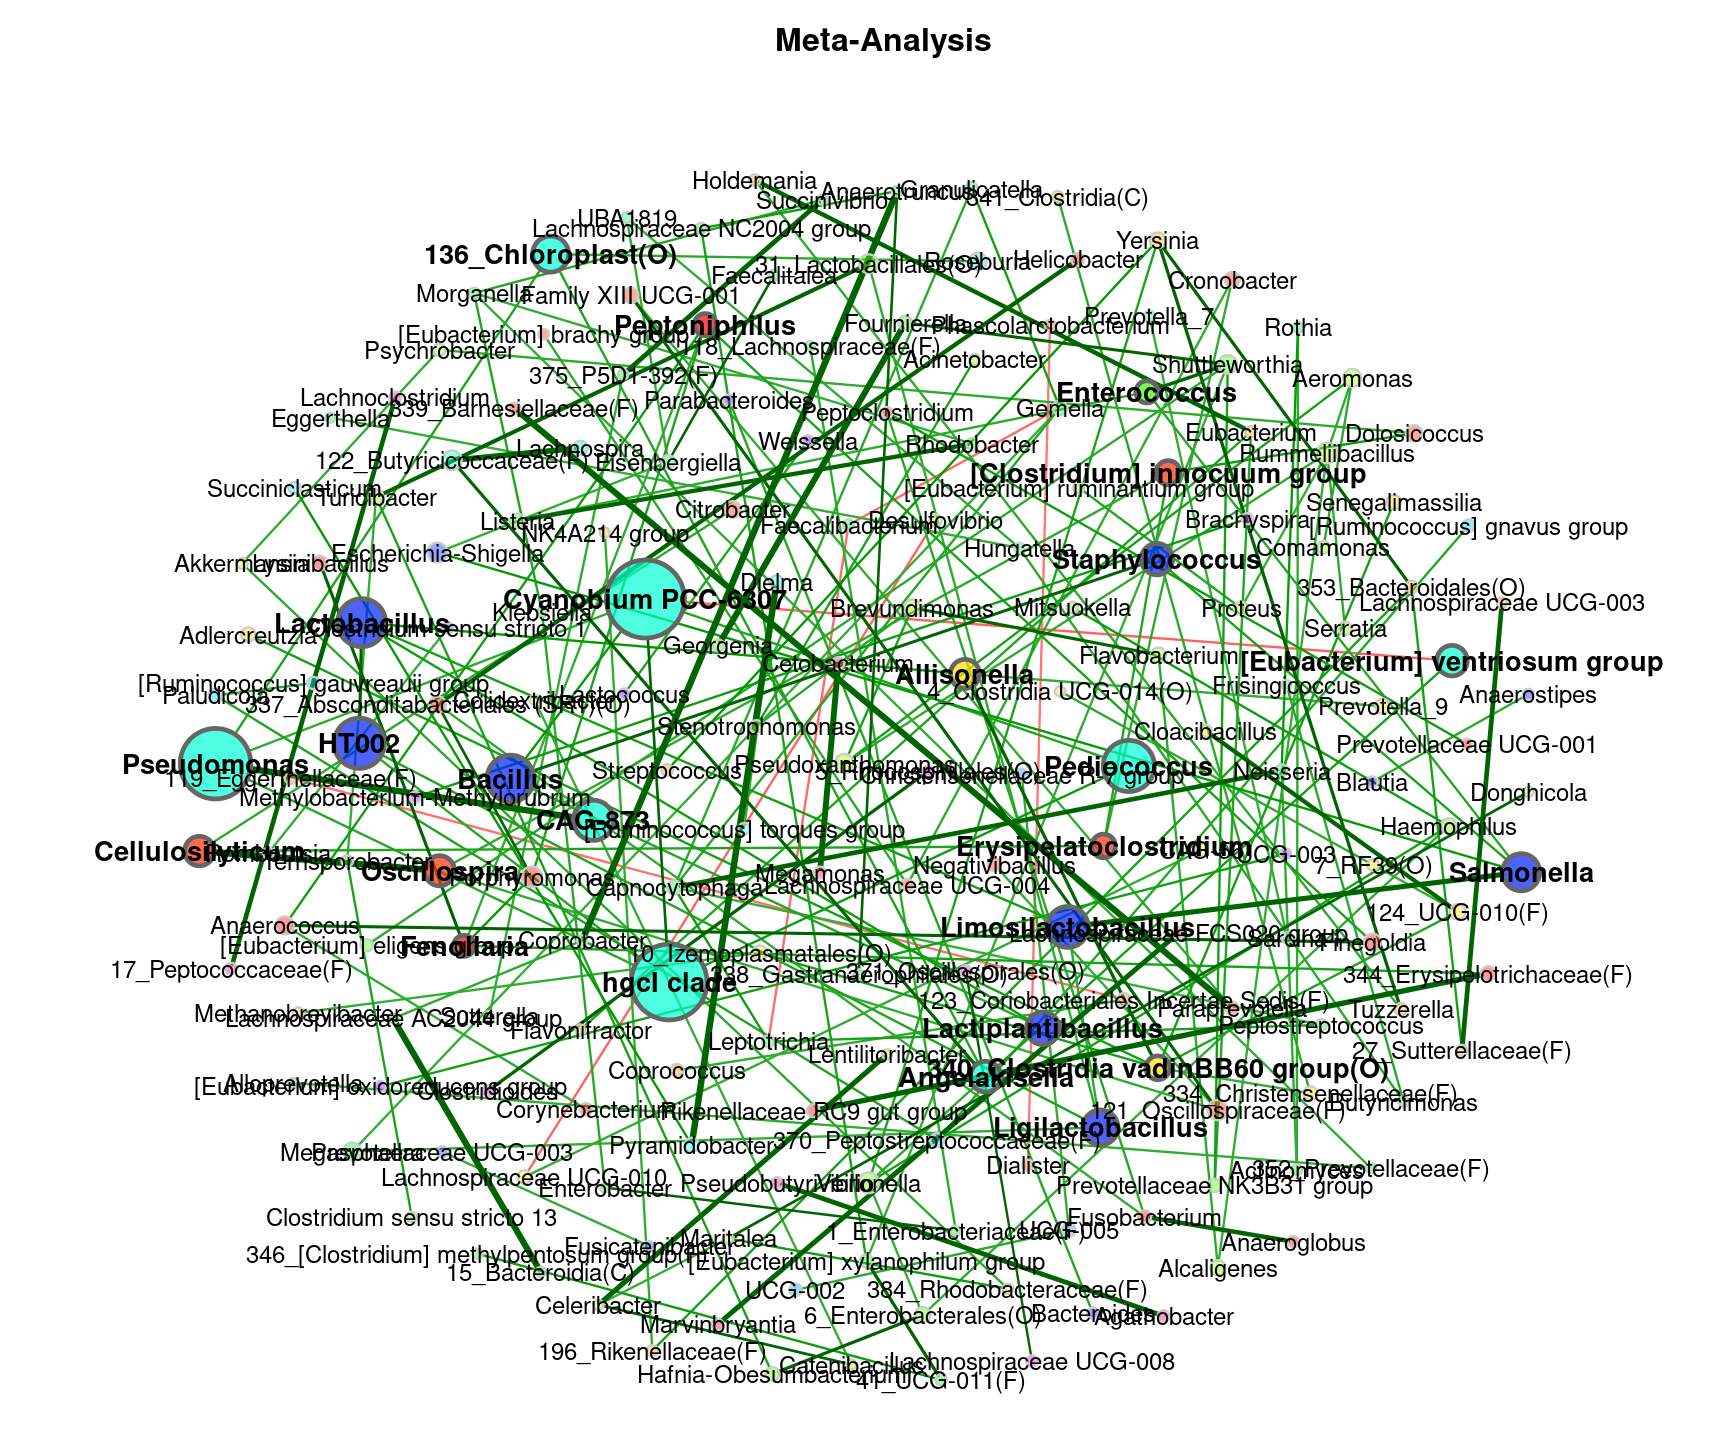 Meta-Analysis
Holdemania
Succinivibrio
Anaerotruncus
Granulicatella
341_Clostridia(C)
UBA1819
Lachnospiraceae NC2004 group
Yersinia
136_Chloroplast(O)
31_Lactobacillales(O)
Roseburia
Helicobacter
Faecalitalea
Cronobacter
Morganella
Family XIII UCG-001
Peptoniphilus
Fournierella
Phascolarctobacterium
Prevotella_7
Rothia
[Eubacterium] brachy group
118_Lachnospiraceae(F)
Psychrobacter
Acinetobacter
Shuttleworthia
375_P5D1-392(F)
Aeromonas
Enterococcus
Lachnoclostridium
339_Barnesiellaceae(F)
Parabacteroides
Peptoclostridium
Gemella
Eggerthella
Weissella
Rhodobacter
Eubacterium
Dolosicoccus
Lachnospira
122_Butyricicoccaceae(F)
Eisenbergiella
Rummeliibacillus
[Clostridium] innocuum group
Succiniclasticum
Turicibacter
[Eubacterium] ruminantium group
Senegalimassilia
Citrobacter
Listeria
Faecalibacterium
Desulfovibrio
Brachyspira
[Ruminococcus] gnavus group
NK4A214 group
Hungatella
Comamonas
Escherichia-Shigella
Akkermansia
Lysinibacillus
Staphylococcus
Dielma
353_Bacteroidales(O)
Cyanobium PCC-6307
Lachnospiraceae UCG-003
Klebsiella
Brevundimonas
Mitsuokella
Proteus
Lactobacillus
Clostridium sensu stricto 1
Serratia
Adlercreutzia
Georgenia
Cetobacterium
Flavobacterium
[Eubacterium] ventriosum group
Allisonella
[Ruminococcus] gauvreauii group
Paludicola
337_Absconditabacteriales (SR1)(O)
Colidextribacter
Lactococcus
4_Clostridia UCG-014(O)
Frisingicoccus
Anaerostipes
Prevotella_9
Stenotrophomonas
Cloacibacillus
HT002
Prevotellaceae UCG-001
Pseudomonas
119_Eggerthellaceae(F)
Bacillus
Streptococcus
Pseudoxanthomonas
Christensenellaceae R-7 group
Pediococcus
Neisseria
Blautia
Methylobacterium-Methylorubrum
Donghicola
CAG-873
[Ruminococcus] torques group
Haemophilus
Cellulosilyticum
Romboutsia
Terrisporobacter
Erysipelatoclostridium
UCG-003
Oscillospira
Porphyromonas
Capnocytophaga
Megamonas
Negativibacillus
Lachnospiraceae UCG-004
7_RF39(O)
Salmonella
124_UCG-010(F)
Anaerococcus
Limosilactobacillus
Lachnospiraceae FCS020 group
Finegoldia
[Eubacterium] eligens group
Fenollaria
Coprobacter
10_Izemoplasmatales(O)
17_Peptococcaceae(F)
hgcI clade
338_Gastranaerophilales(O)
371_Oscillospirales(O)
344_Erysipelotrichaceae(F)
123_Coriobacteriales Incertae Sedis(F)
Paraprevotella
Tuzzerella
Methanobrevibacter
Lachnospiraceae AC2044 group
Sutterella
Flavonifractor
Lactiplantibacillus
Peptostreptococcus
Leptotrichia
Lentilitoribacter
27_Sutterellaceae(F)
Coprococcus
340_Clostridia vadinBB60 group(O)
Angelakisella
Alloprevotella
[Eubacterium] oxidoreducens group
Clostridioides
334_Christensenellaceae(F)
Butyricimonas
Corynebacterium
Rikenellaceae RC9 gut group
121_Oscillospiraceae(F)
Ligilactobacillus
Megasphaera
Prevotellaceae UCG-003
Pyramidobacter
370_Peptostreptococcaceae(F)
Dialister
Actinomyces
352_Prevotellaceae(F)
Lachnospiraceae UCG-010
Enterobacter
Pseudobutyrivibrio
Veillonella
Prevotellaceae NK3B31 group
Clostridium sensu stricto 13
Fusobacterium
1_Enterobacteriaceae(F)
UCG-005
Anaeroglobus
Maritalea
Fusicatenibacter
346_[Clostridium] methylpentosum group(F)
[Eubacterium] xylanophilum group
Alcaligenes
15_Bacteroidia(C)
UCG-002
384_Rhodobacteraceae(F)
Celeribacter
6_Enterobacterales(O)
Bacteroides
Agathobacter
Marvinbryantia
196_Rikenellaceae(F)
Catenibacillus
Lachnospiraceae UCG-008
Hafnia-Obesumbacterium
41_UCG-011(F)